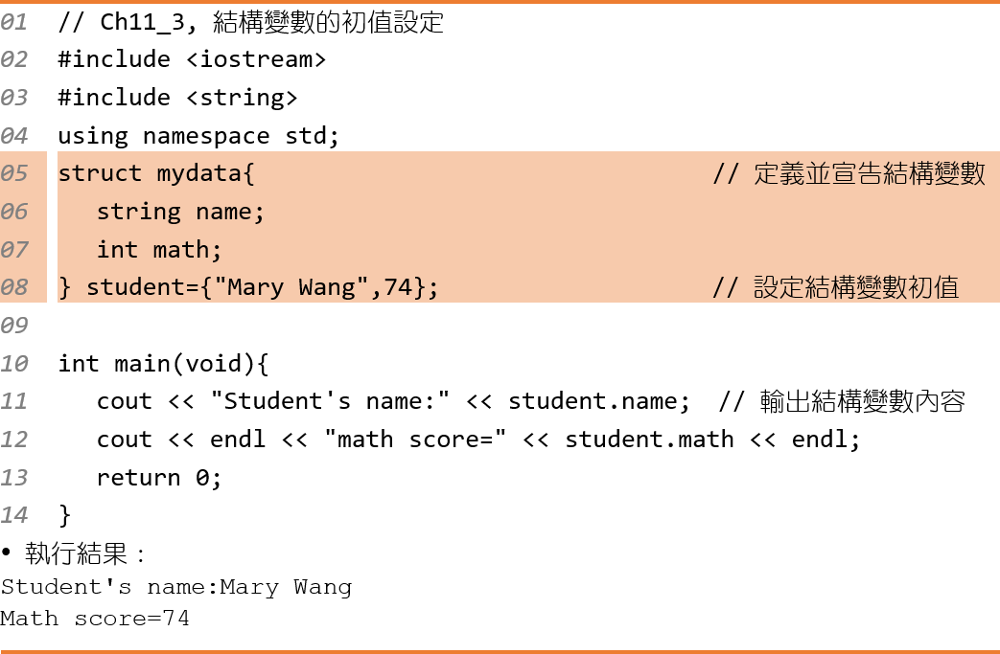 01 // Ch11_3, 結構變數的初值設定
02 #include <iostream>
03 #include <string>
04 using namespace std;
05 struct mydata{ // 定義並宣告結構變數
06 string name;
07 int math;
08 } student={"Mary Wang",74}; // 設定結構變數初值
09
10 int main(void){
11 cout << "Student's name:" << student.name; // 輸出結構變數內容
12 cout << endl << "math score=" << student.math << endl;
13 return 0;
14 }
• 執行結果：
Student's name:Mary Wang
Math score=74